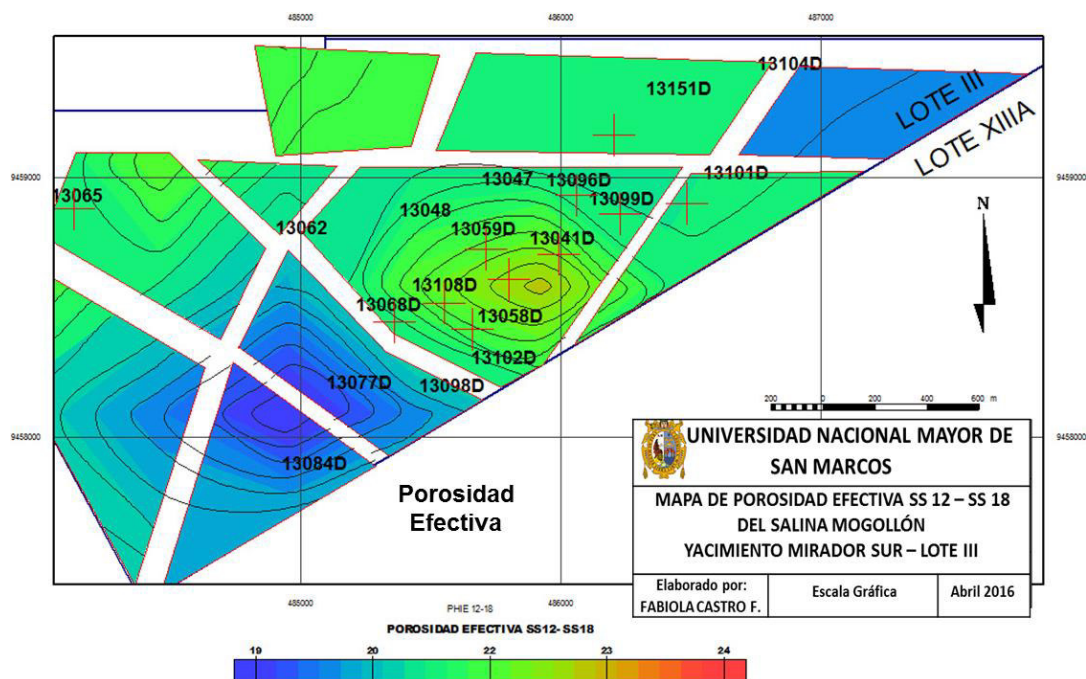 485000 486000 487000
13104D
13151D
LOTE III
LOTE XIIIA
9459000 9459000
13101D
13047 13096D
13065 13099D
13048
13062 13059D 13041D
N
13108D
13068D 13058D
13102D
13077D 13098D
200 0 200 400 600 m
9458000 9458000
13084D
Porosidad
Efectiva
UNIVERSIDAD NACIONAL MAYOR DE
SAN MARCOS
MAPA DE POROSIDAD EFECTIVA SS 12 – SS 18
DEL SALINA MOGOLLÓN
YACIMIENTO MIRADOR SUR – LOTE III
Elaborado por:
FABIOLA CASTRO F.
Escala Gráfica
Abril 2016
485000 486000
PHIE 12-18
POROSIDAD EFECTIVA SS12- SS18
19 20 22 23 24